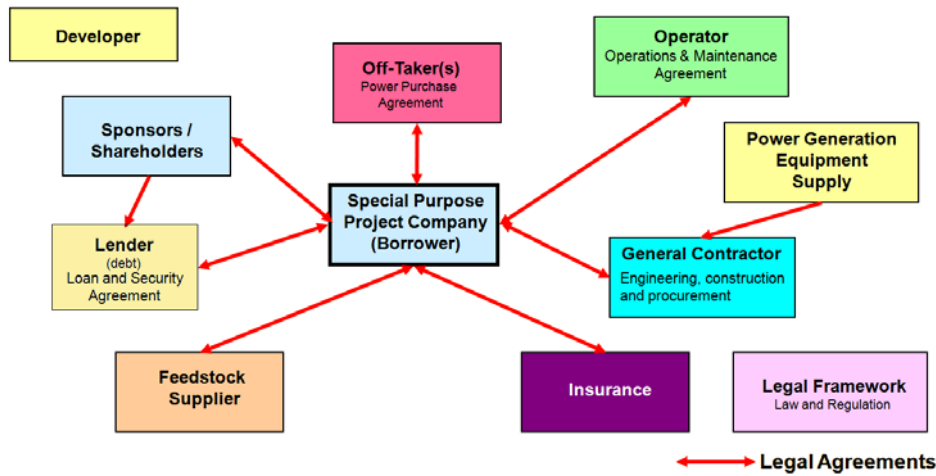 Developer
Off-Taker(s)
Power Purchase
Agreement
Operator
Operations & Maintenance
Agreement
Sponsors /
Shareholders
Power Generation
Equipment
Supply
Special Purpose
Project Company
(Borrower)
Lender
(debt)
Loan and Security
Agreement
General Contractor
Engineering, construction
and procurement
Feedstock
Supplier
Insurance
Legal Framework
Law and Regulation
Legal Agreements